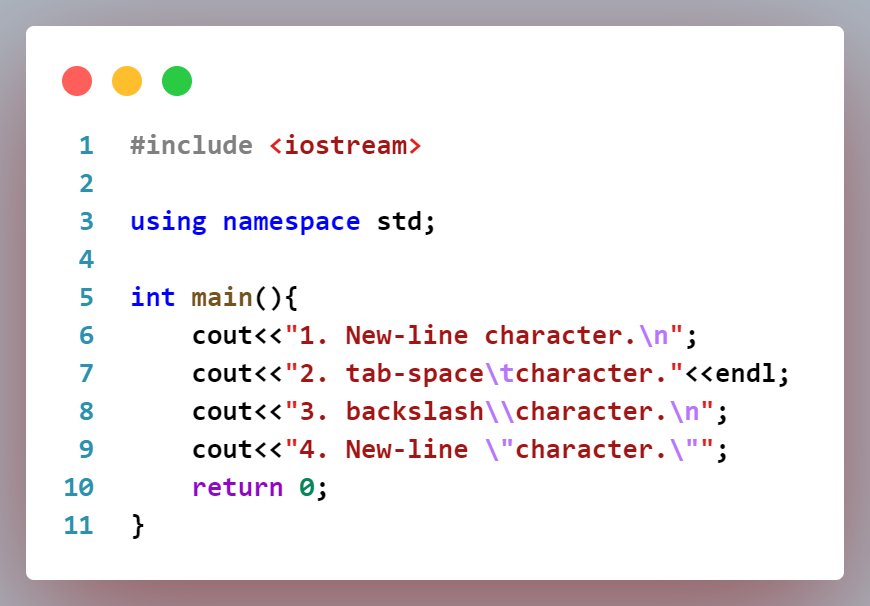 1 #include <iostream>
2
3 using namespace std;
4
5 int main(){
6     cout<<"1. New-line character.\n";
7     cout<<"2. tab-space\tcharacter."<<endl;
8     cout<<"3. backslash\\character.\n";
9     cout<<"4. New-line \"character.\"";
10     return 0;
11 }